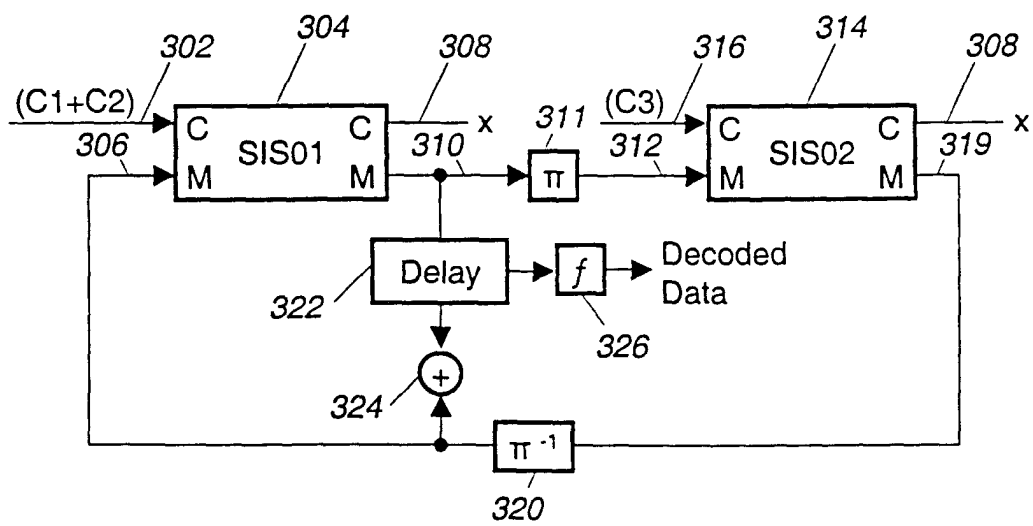 302 304 308 316 314 308
(C1+C2) (C3)
311
C C x C C x
306 SIS01 310 312 SIS02 319
M M π M M
322 Delay f Decoded
Data
326
324 +
π⁻¹
320